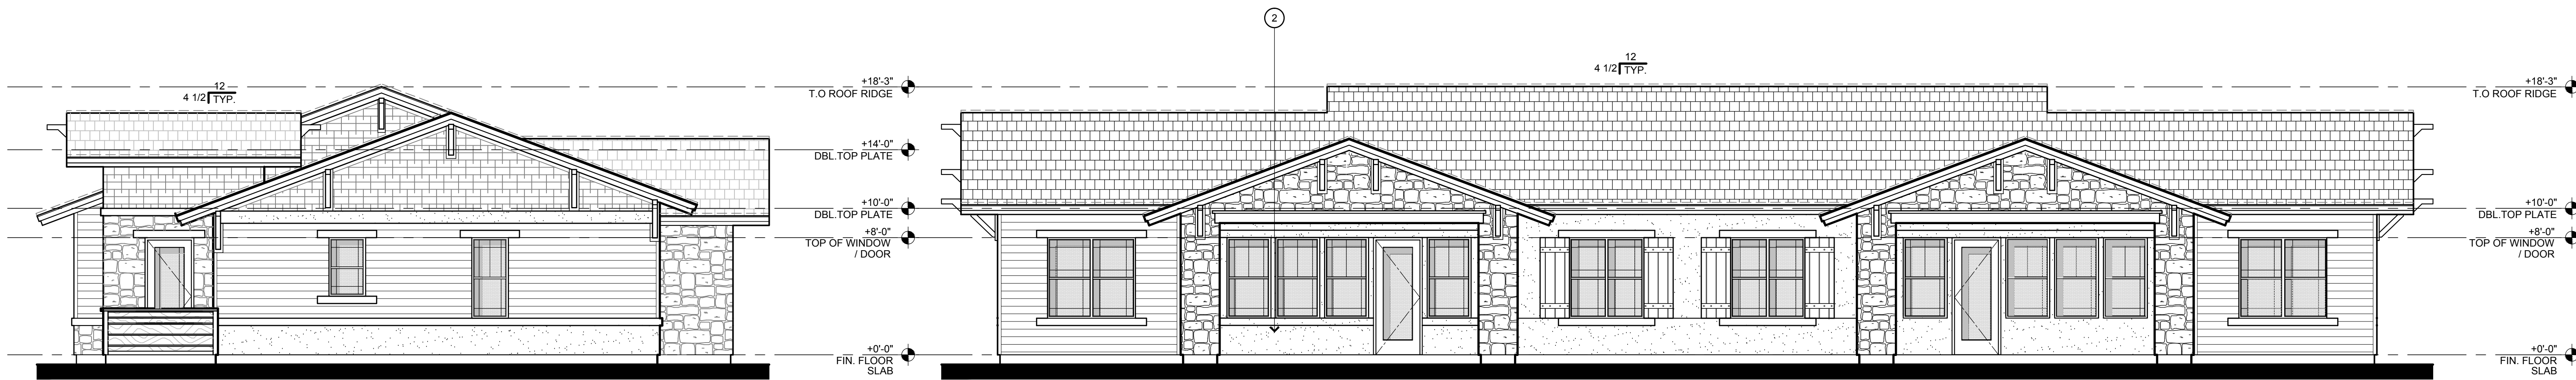 2
12
4 1/2 TYP.
+18'-3"
T.O ROOF RIDGE
+14'-0"
DBL.TOP PLATE
+10'-0"
DBL.TOP PLATE
+8'-0"
TOP OF WINDOW
/ DOOR
+0'-0"
FIN. FLOOR
SLAB
12
4 1/2 TYP.
+18'-3"
T.O ROOF RIDGE
+10'-0"
DBL.TOP PLATE
+8'-0"
TOP OF WINDOW
/ DOOR
+0'-0"
FIN. FLOOR
SLAB